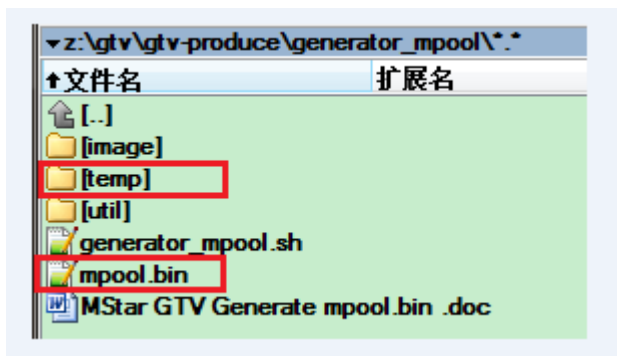 ▾z:\gtv\gtv-produce\generator_mpool\*.*
↑文件名 扩展名
[..]
[image]
[temp]
[util]
generator_mpool.sh
mpool.bin
MStar GTV Generate mpool.bin .doc